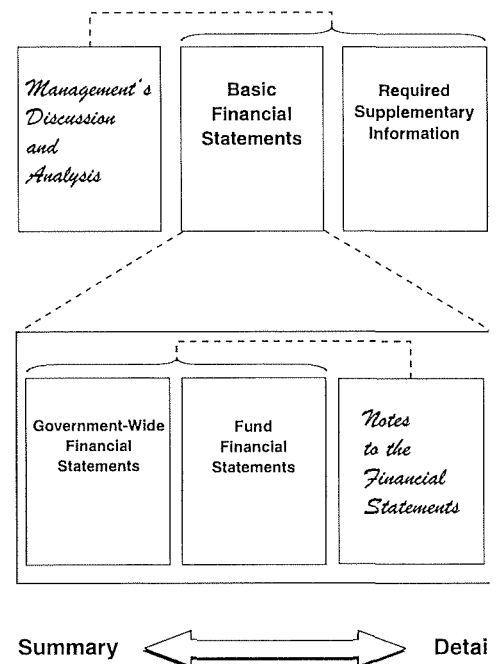 Management's
Discussion
and
Analysis
Basic
Financial
Statements
Required
Supplementary
Information
Government-Wide
Financial
Statements
Fund
Financial
Statements
Notes
to the
Financial
Statements
Summary
Detai